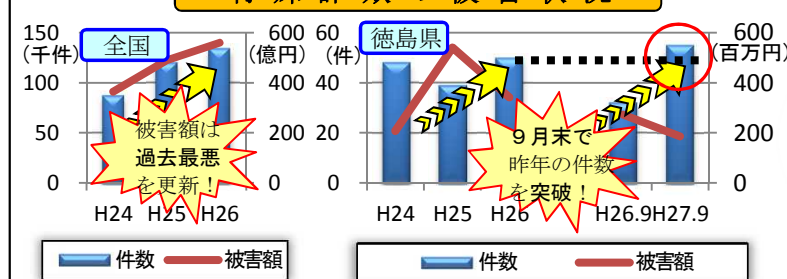 全国
150
(千件)
100
50
0
600
(億円)
400
200
0
被害額は
過去最悪
を更新！
H24 H25 H26
件数 被害額
徳島県
60
(件)
40
20
0
600
(百万円)
400
200
0
９月末で
昨年の件数
を突破！
H24 H25 H26 H26.9 H27.9
件数 被害額